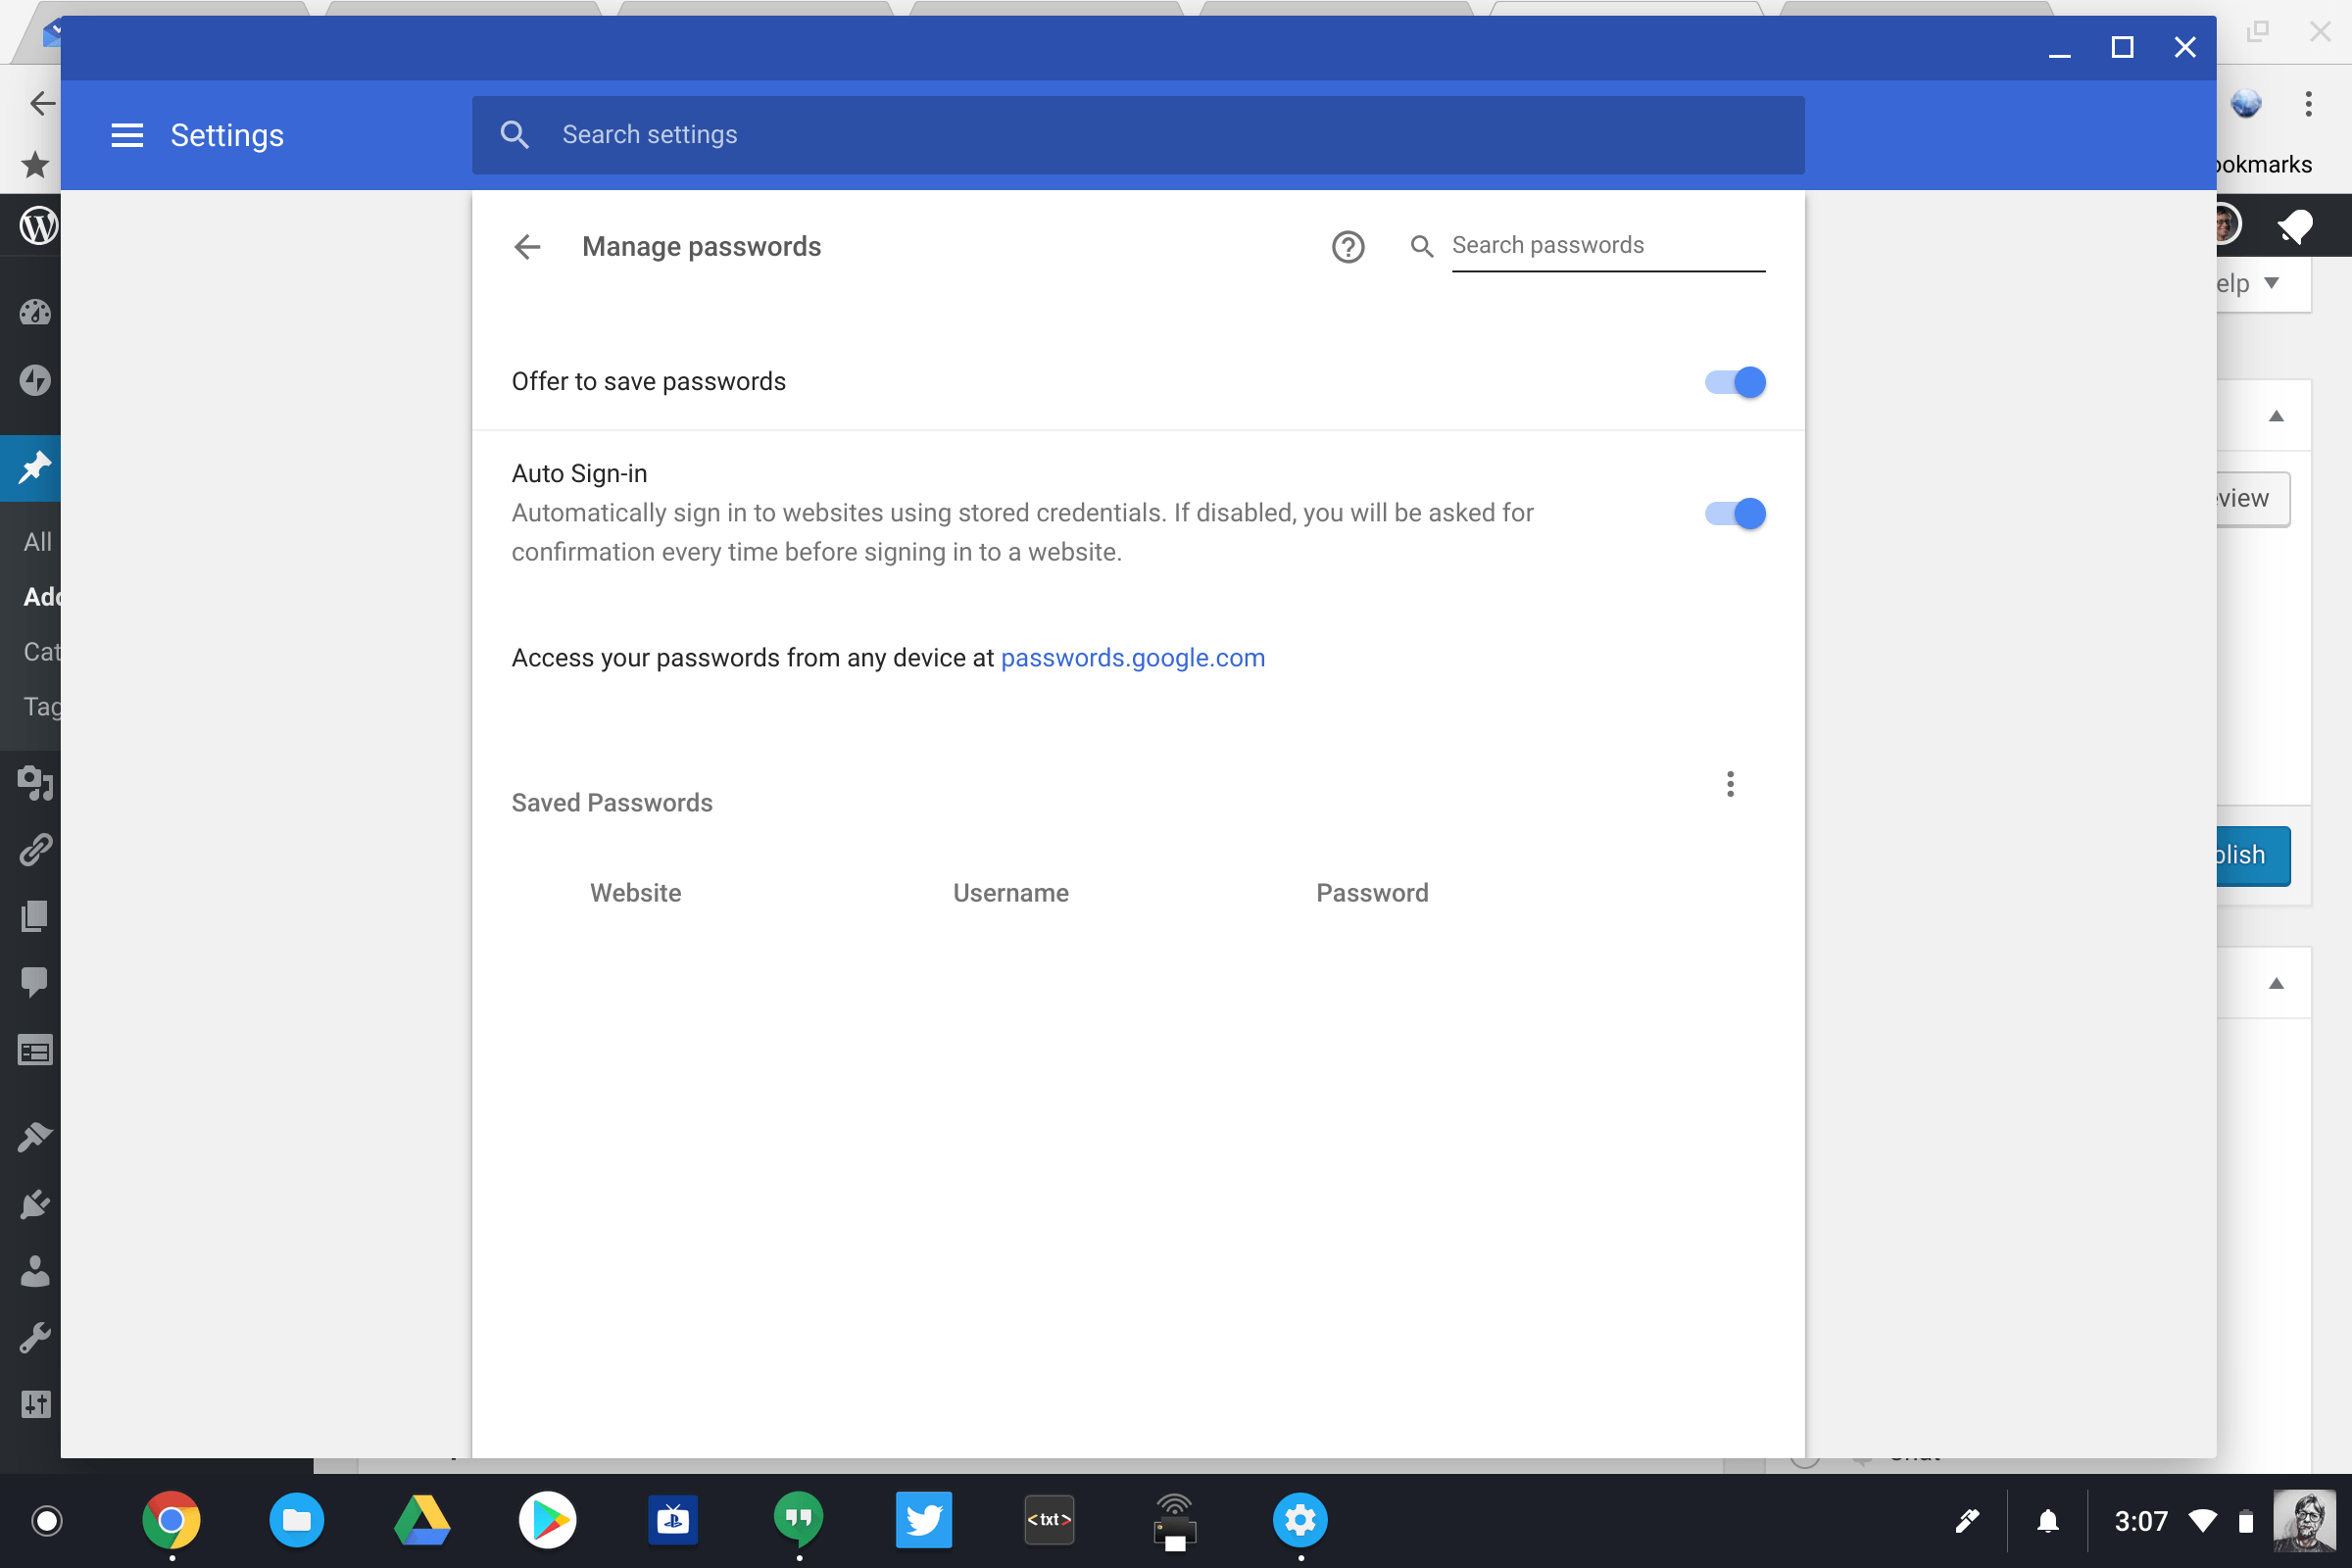 Settings
Search settings
okmarks
Manage passwords
Search passwords
elp
Offer to save passwords
Auto Sign-in
Automatically sign in to websites using stored credentials. If disabled, you will be asked for
confirmation every time before signing in to a website.
view
All
Add
Cat
Tag
Access your passwords from any device at passwords.google.com
Saved Passwords
blish
Website Username Password
<txt>
3:07